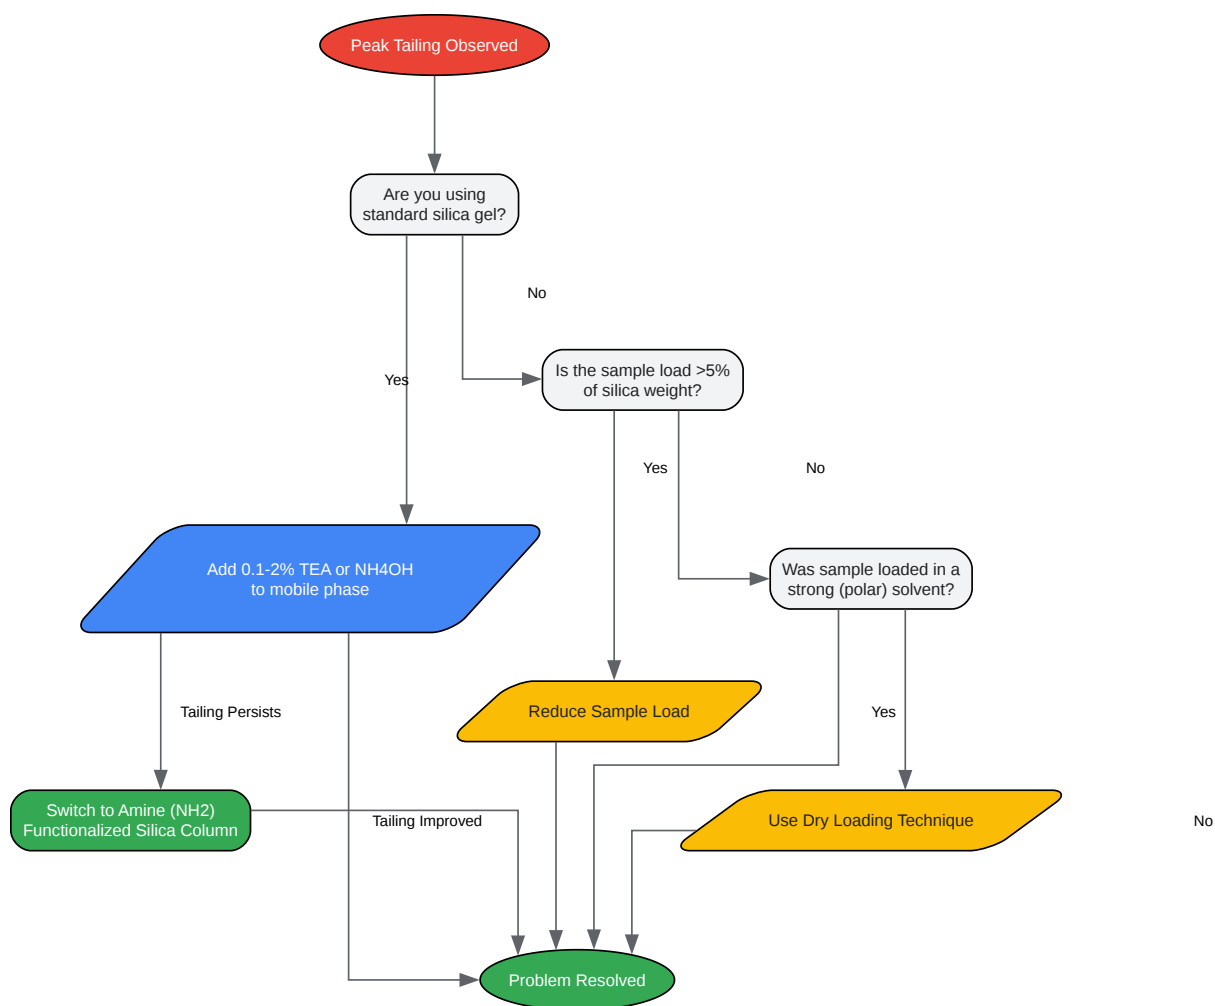 Peak Tailing Observed
Are you using
standard silica gel?
No
Is the sample load >5%
of silica weight?
Yes
Yes
No
Add 0.1-2% TEA or NH4OH
to mobile phase
Was sample loaded in a
strong (polar) solvent?
Tailing Persists
Reduce Sample Load
Yes
Switch to Amine (NH2)
Functionalized Silica Column
Tailing Improved
Use Dry Loading Technique
No
Problem Resolved